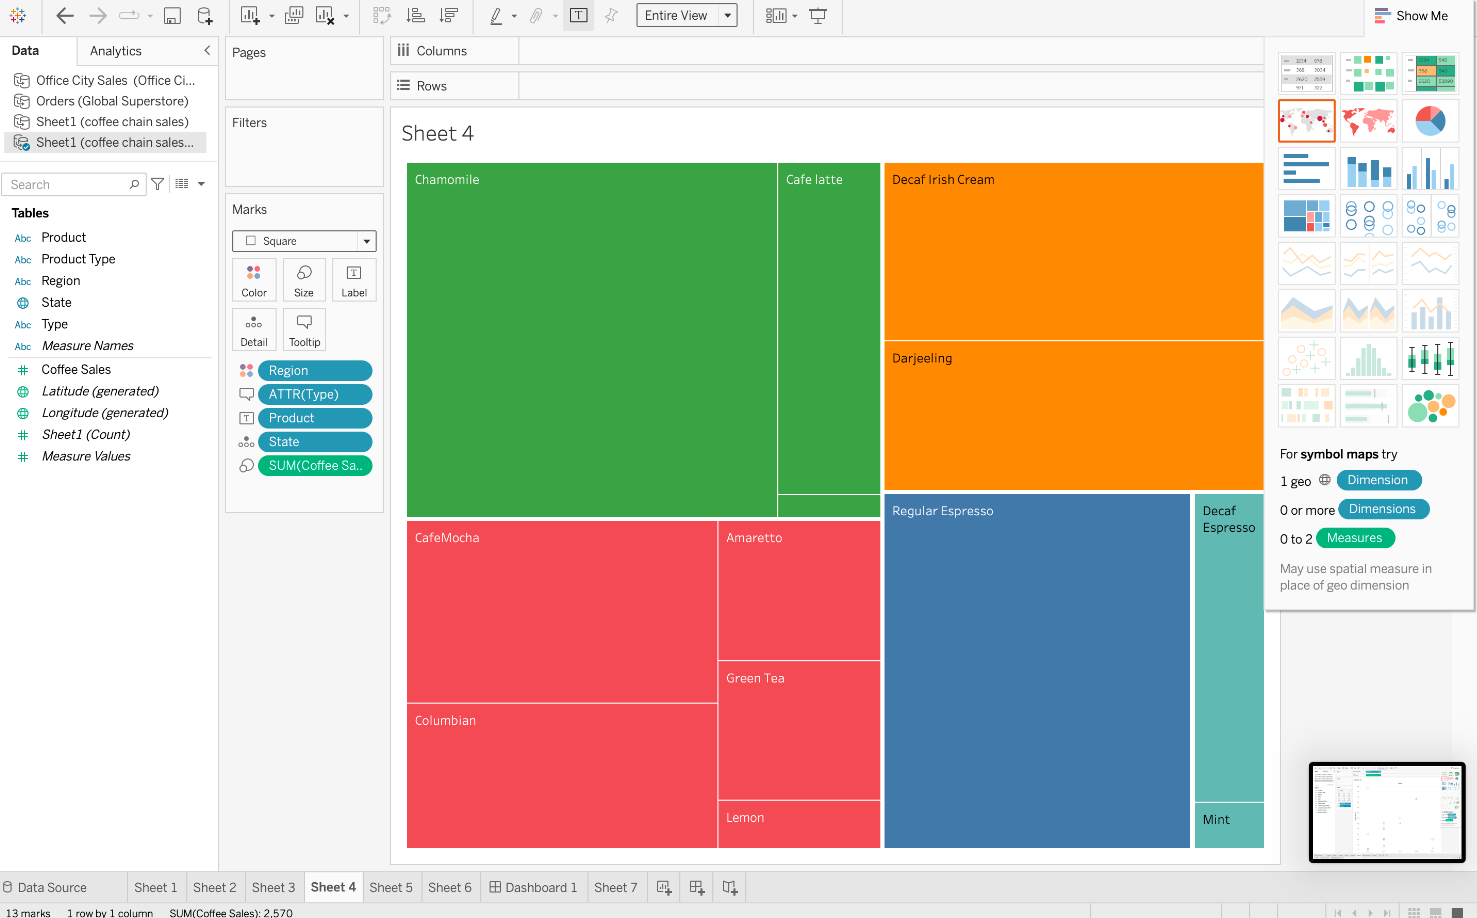 Entire View
Show Me
Data
Analytics
Pages
Columns
Rows
Office City Sales (Office Ci...
Orders (Global Superstore)
Sheet1 (coffee chain sales)
Sheet1 (coffee chain sales...
Filters
Sheet 4
Search
Tables
Abc Product
Abc Product Type
Abc Region
State
Abc Type
Abc Measure Names
Coffee Sales
Latitude (generated)
Longitude (generated)
Sheet1 (Count)
Measure Values
Marks
Square
Color
Size
Label
Detail
Tooltip
Region
ATTR(Type)
Product
State
SUM(Coffee Sa..
Chamomile
Cafe latte
Decaf Irish Cream
Darjeeling
CafeMocha
Amaretto
Regular Espresso
Decaf
Espresso
Green Tea
Columbian
Lemon
Mint
For symbol maps try
1 geo Dimension
0 or more Dimensions
0 to 2 Measures
May use spatial measure in
place of geo dimension
Data Source
Sheet 1
Sheet 2
Sheet 3
Sheet 4
Sheet 5
Sheet 6
Dashboard 1
Sheet 7
13 marks
1 row by 1 column
SUM(Coffee Sales): 2,570